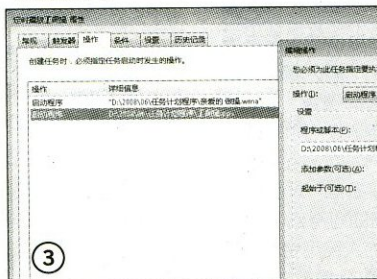 属性
常规 触发器 操作 条件 设置 历史记录
创建任务时，必须指定任务启动时发生的操作。
操作 详细信息
启动程序 "D:\2008\06\任务计划程序\亲爱的
启动程序
编辑操作
您必须为此任务指定要执
操作(I): 启动程序
设置
程序或脚本(P):
D:\2008\06\任务计划
添加参数(可选)(A):
起始于(可选)(T):
③